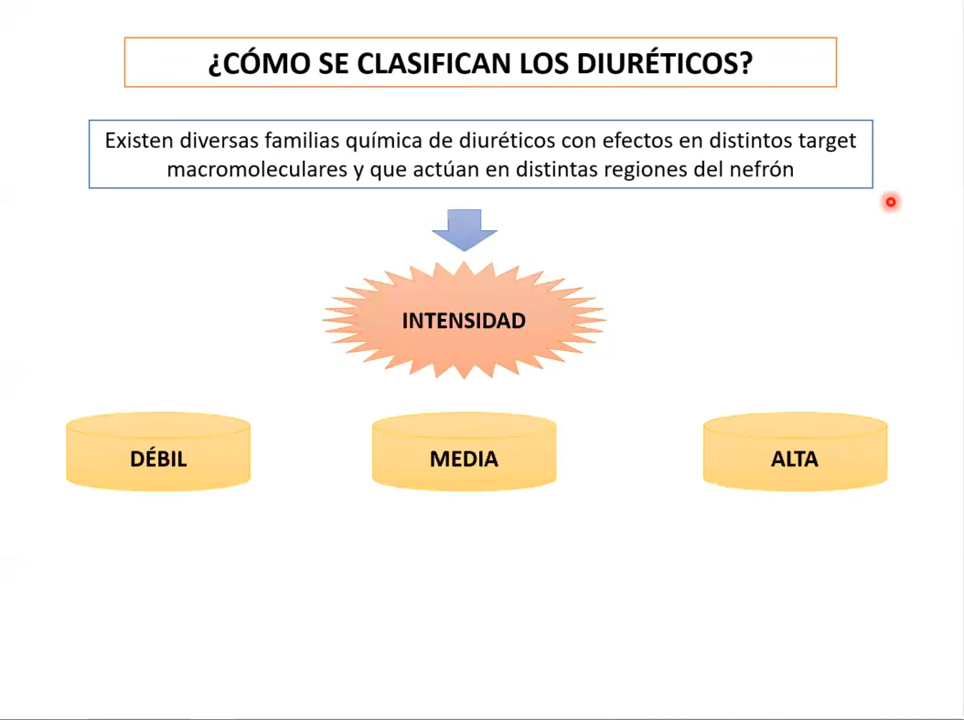 ¿CÓMO SE CLASIFICAN LOS DIURÉTICOS?
Existen diversas familias química de diuréticos con efectos en distintos target
macromoleculares y que actúan en distintas regiones del nefrón
INTENSIDAD
DÉBIL
MEDIA
ALTA